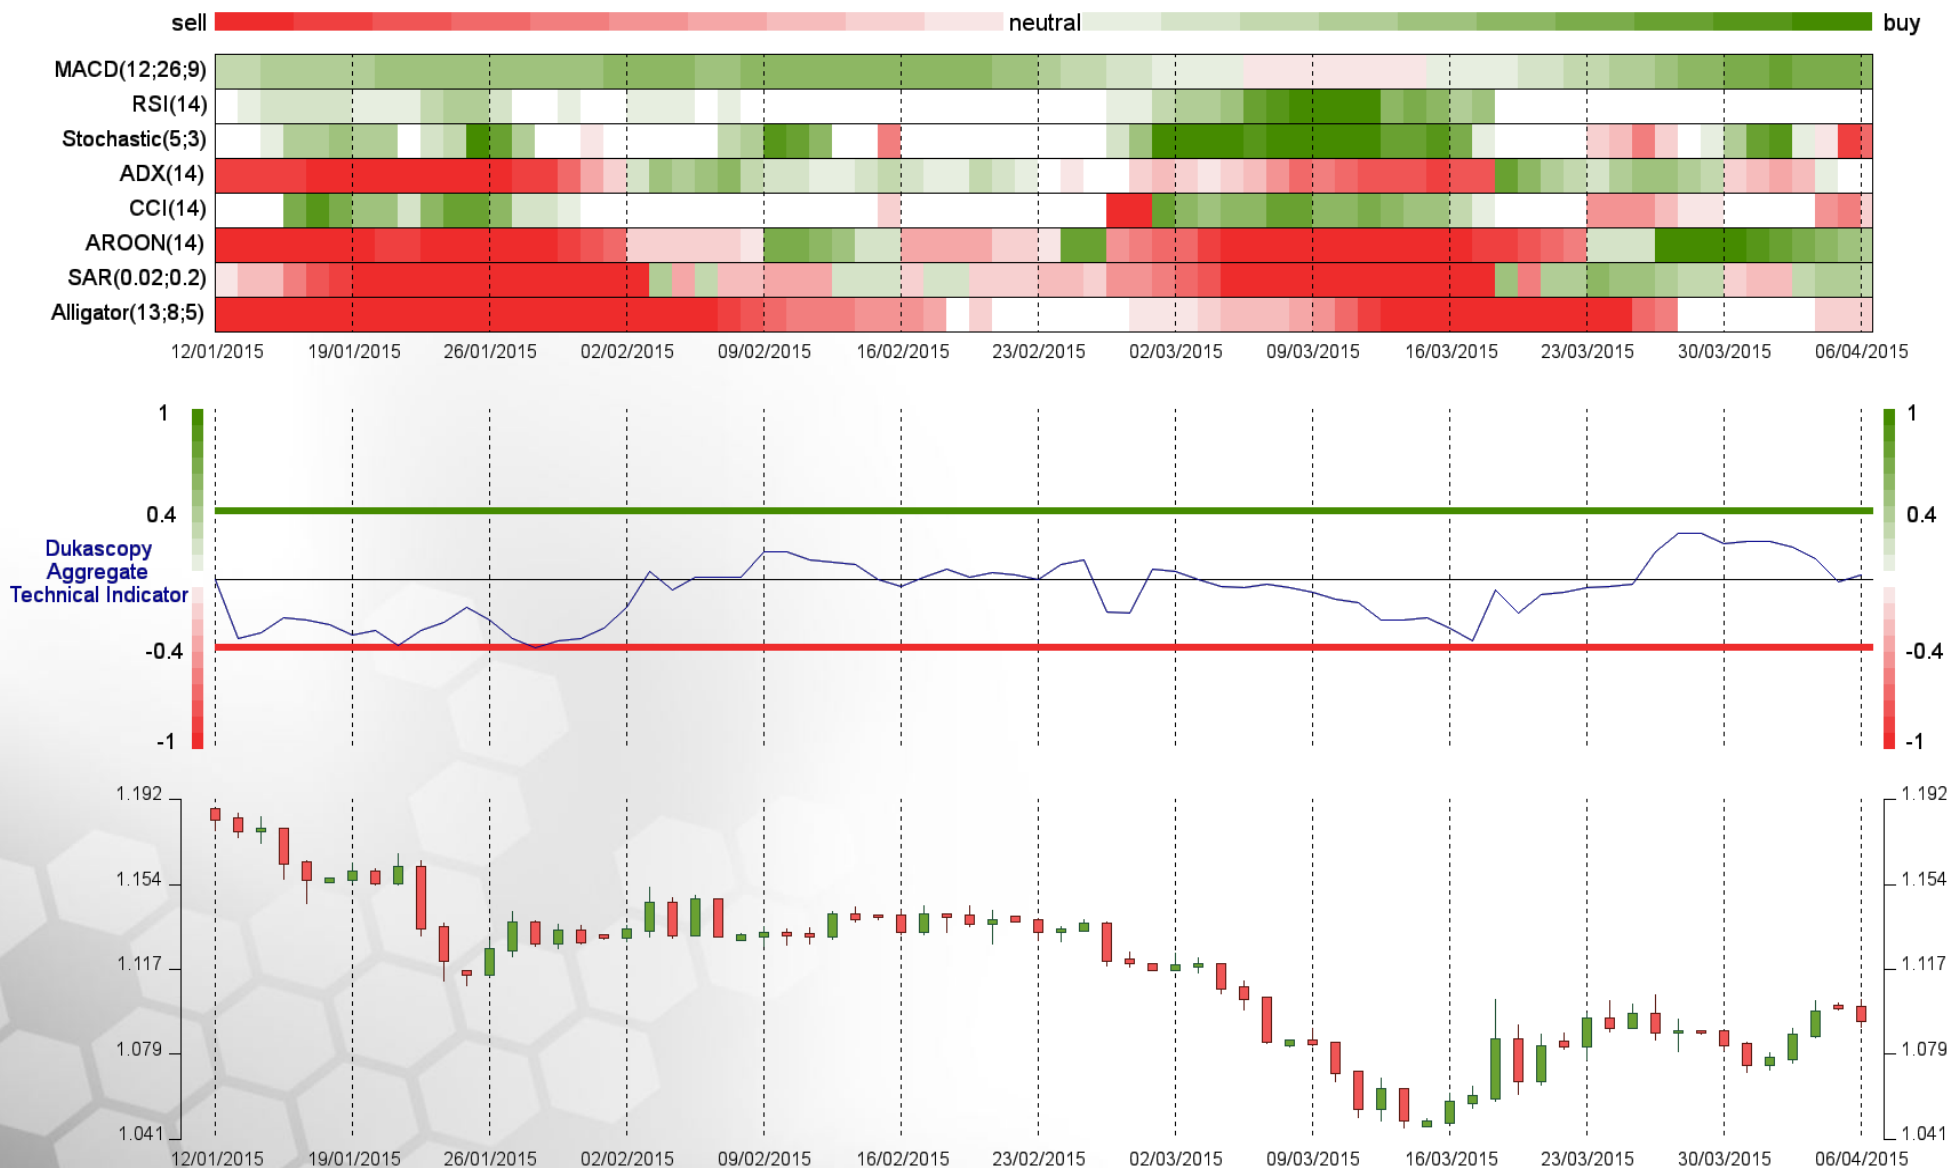 sell neutral buy
MACD(12;26;9)
RSI(14)
Stochastic(5;3)
ADX(14)
CCI(14)
AROON(14)
SAR(0.02;0.2)
Alligator(13;8;5)
12/01/2015 19/01/2015 26/01/2015 02/02/2015 09/02/2015 16/02/2015 23/02/2015 02/03/2015 09/03/2015 16/03/2015 23/03/2015 30/03/2015 06/04/2015
1 1
0.4 0.4
Dukascopy
Aggregate
Technical Indicator
-0.4 -0.4
-1 -1
1.192 1.192
1.154 1.154
1.117 1.117
1.079 1.079
1.041 1.041
12/01/2015 19/01/2015 26/01/2015 02/02/2015 09/02/2015 16/02/2015 23/02/2015 02/03/2015 09/03/2015 16/03/2015 23/03/2015 30/03/2015 06/04/2015